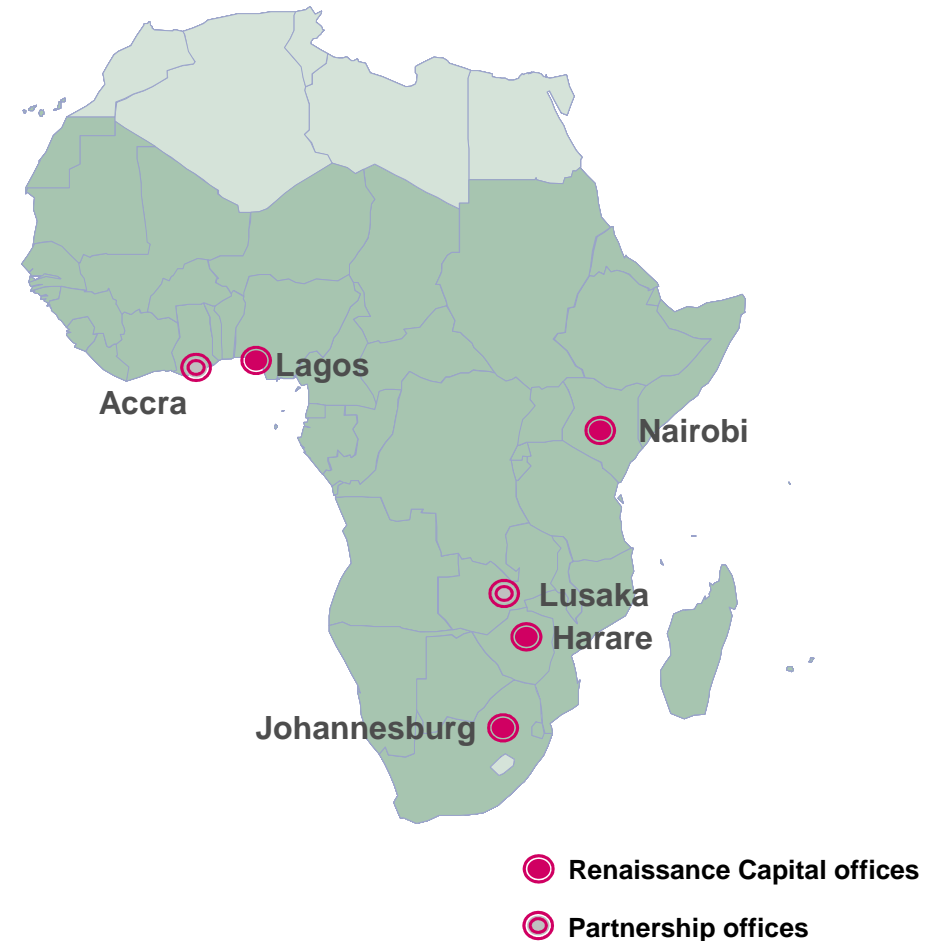 Lagos
Accra
Nairobi
Lusaka
Harare
Johannesburg
Renaissance Capital offices
Partnership offices